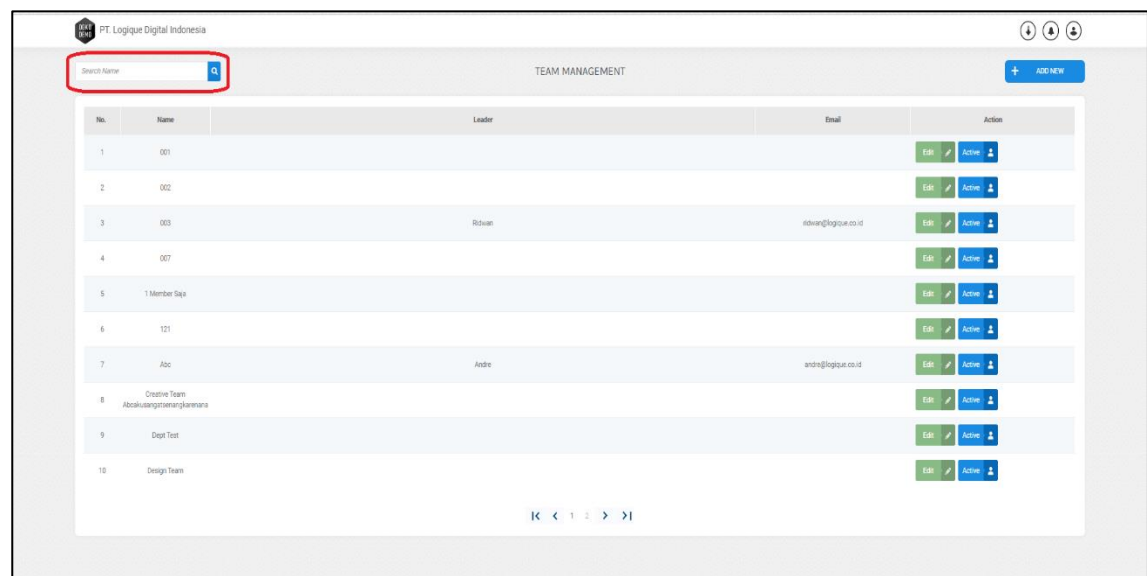 DEKO
DEMO
PT. Logique Digital Indonesia
Search Name
TEAM MANAGEMENT
+ ADD NEW
No. Name Leader Email Action
1 001 Edit Active
2 002 Edit Active
3 003 Ridwan ridwan@logique.co.id Edit Active
4 007 Edit Active
5 1 Member Saja Edit Active
6 121 Edit Active
7 Abc Andre andre@logique.co.id Edit Active
Creative Team
8 Edit Active
9 Dept Test Edit Active
10 Design Team Edit Active
1 2